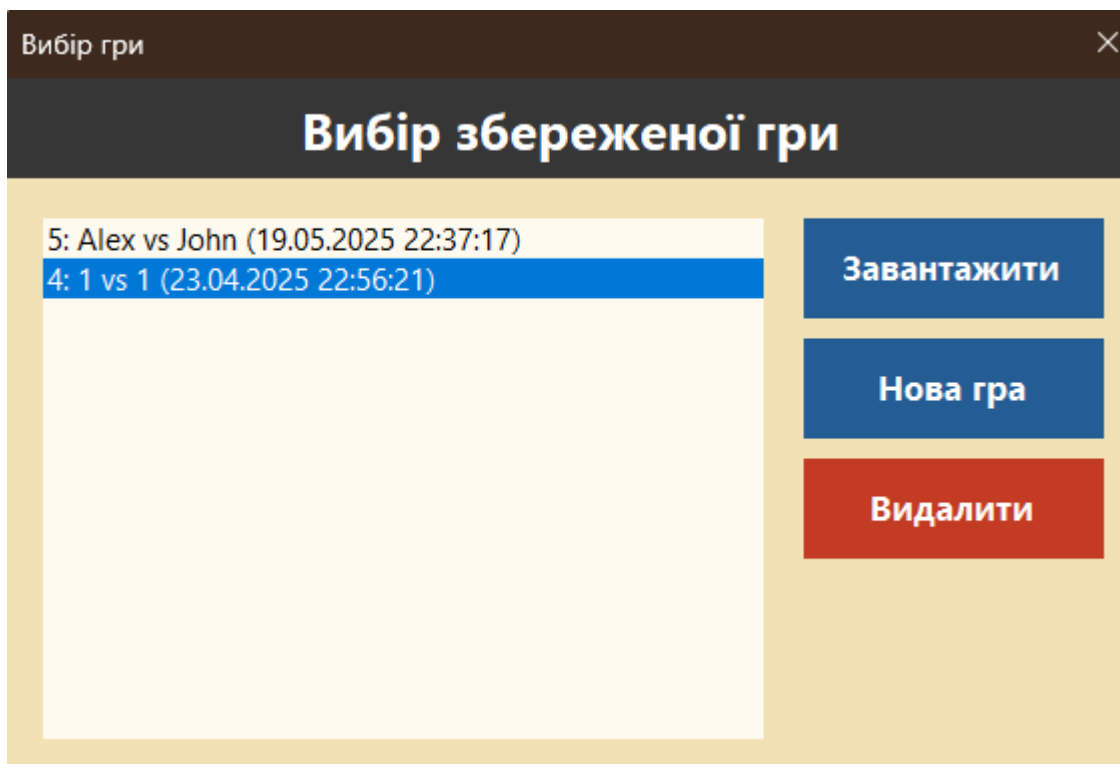 Вибір гри
Вибір збереженої гри
5: Alex vs John (19.05.2025 22:37:17)
4: 1 vs 1 (23.04.2025 22:56:21)
Завантажити
Нова гра
Видалити